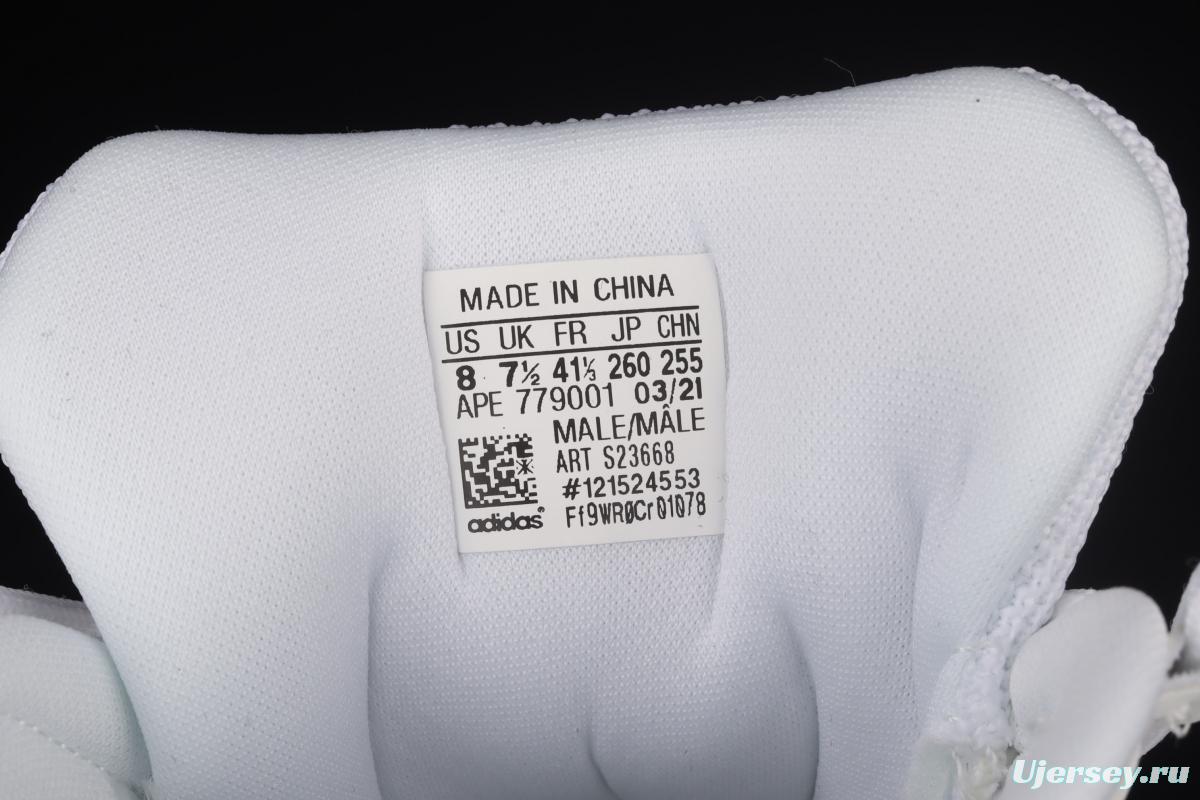 MADE IN CHINA
US UK FR JP CHN
8 7½ 41⅓ 260 255
APE 779001 03/21
MALE/MÂLE
ART S23668
#121524553
adidas® Ff9WRØCr01078
Ujersey.ru